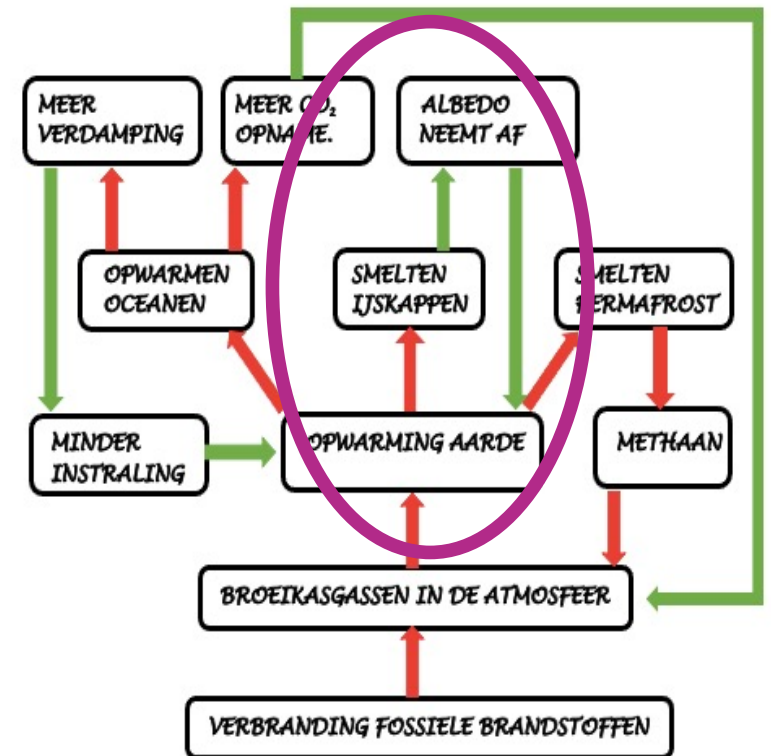 MEER
VERDAMPING
MEER CO₂
OPNAME.
ALBEDO
NEEMT AF
OPWARMEN
OCEANEN
SMELTEN
IJSKAPPEN
SMELTEN
PERMAFROST
MINDER
INSTRALING
OPWARMING AARDE
METHAAN
BROEIKASGASSEN IN DE ATMOSFEER
VERBRANDING FOSSIELE BRANDSTOFFEN